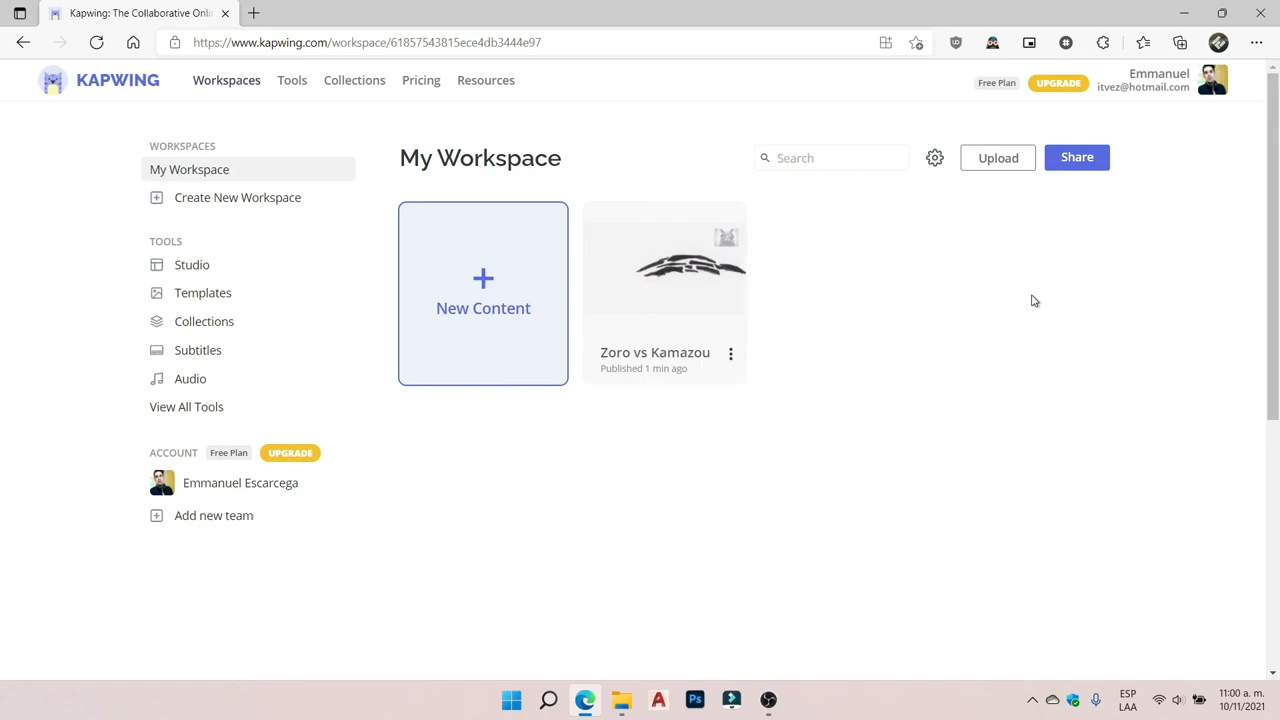 Kapwing: The Collaborative Onli
https://www.kapwing.com/workspace/61857543815ece4db3444e97
KAPWING
Workspaces
Tools
Collections
Pricing
Resources
Free Plan
UPGRADE
Emmanuel
itvez@hotmail.com
WORKSPACES
My Workspace
Create New Workspace
TOOLS
Studio
Templates
Collections
Subtitles
Audio
View All Tools
ACCOUNT
Free Plan
UPGRADE
Emmanuel Escarcega
Add new team
My Workspace
Search
Upload
Share
New Content
Zoro vs Kamazou
Published 1 min ago
A
Ps
ESP
LAA
11:00 a. m.
10/11/2021